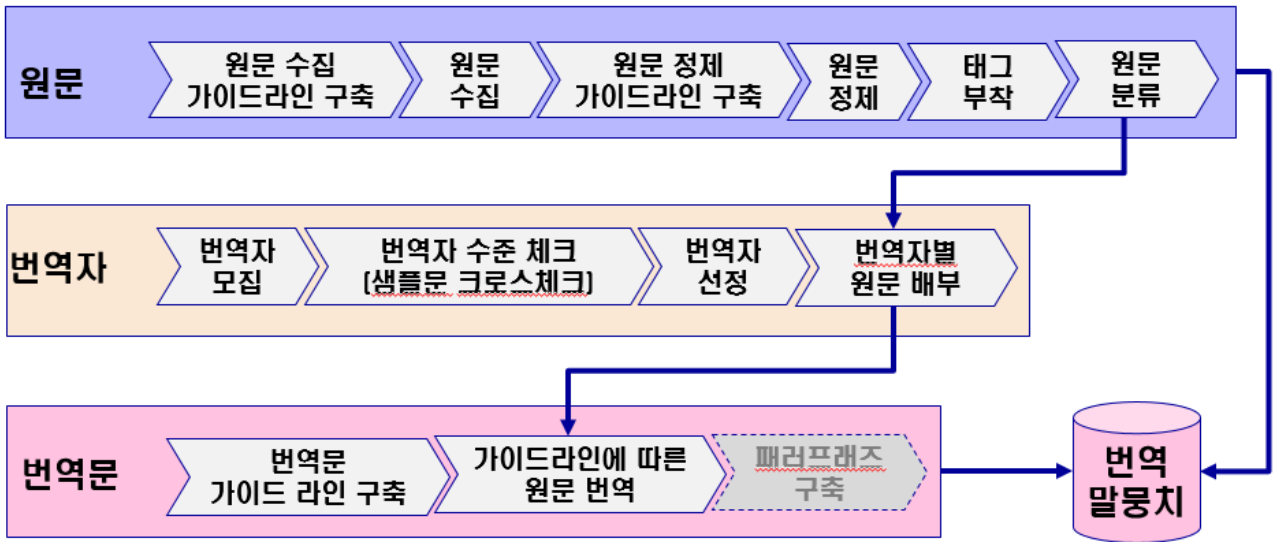 원문
원문 수집
가이드라인 구축
원문
수집
원문 정제
가이드라인 구축
원문
정제
태그
부착
원문
분류
번역자
번역자
모집
번역자 수준 체크
(샘플문 크로스체크)
번역자
선정
번역자별
원문 배부
번역문
번역문
가이드 라인 구축
가이드라인에 따른
원문 번역
패러프래즈
구축
번역
말뭉치